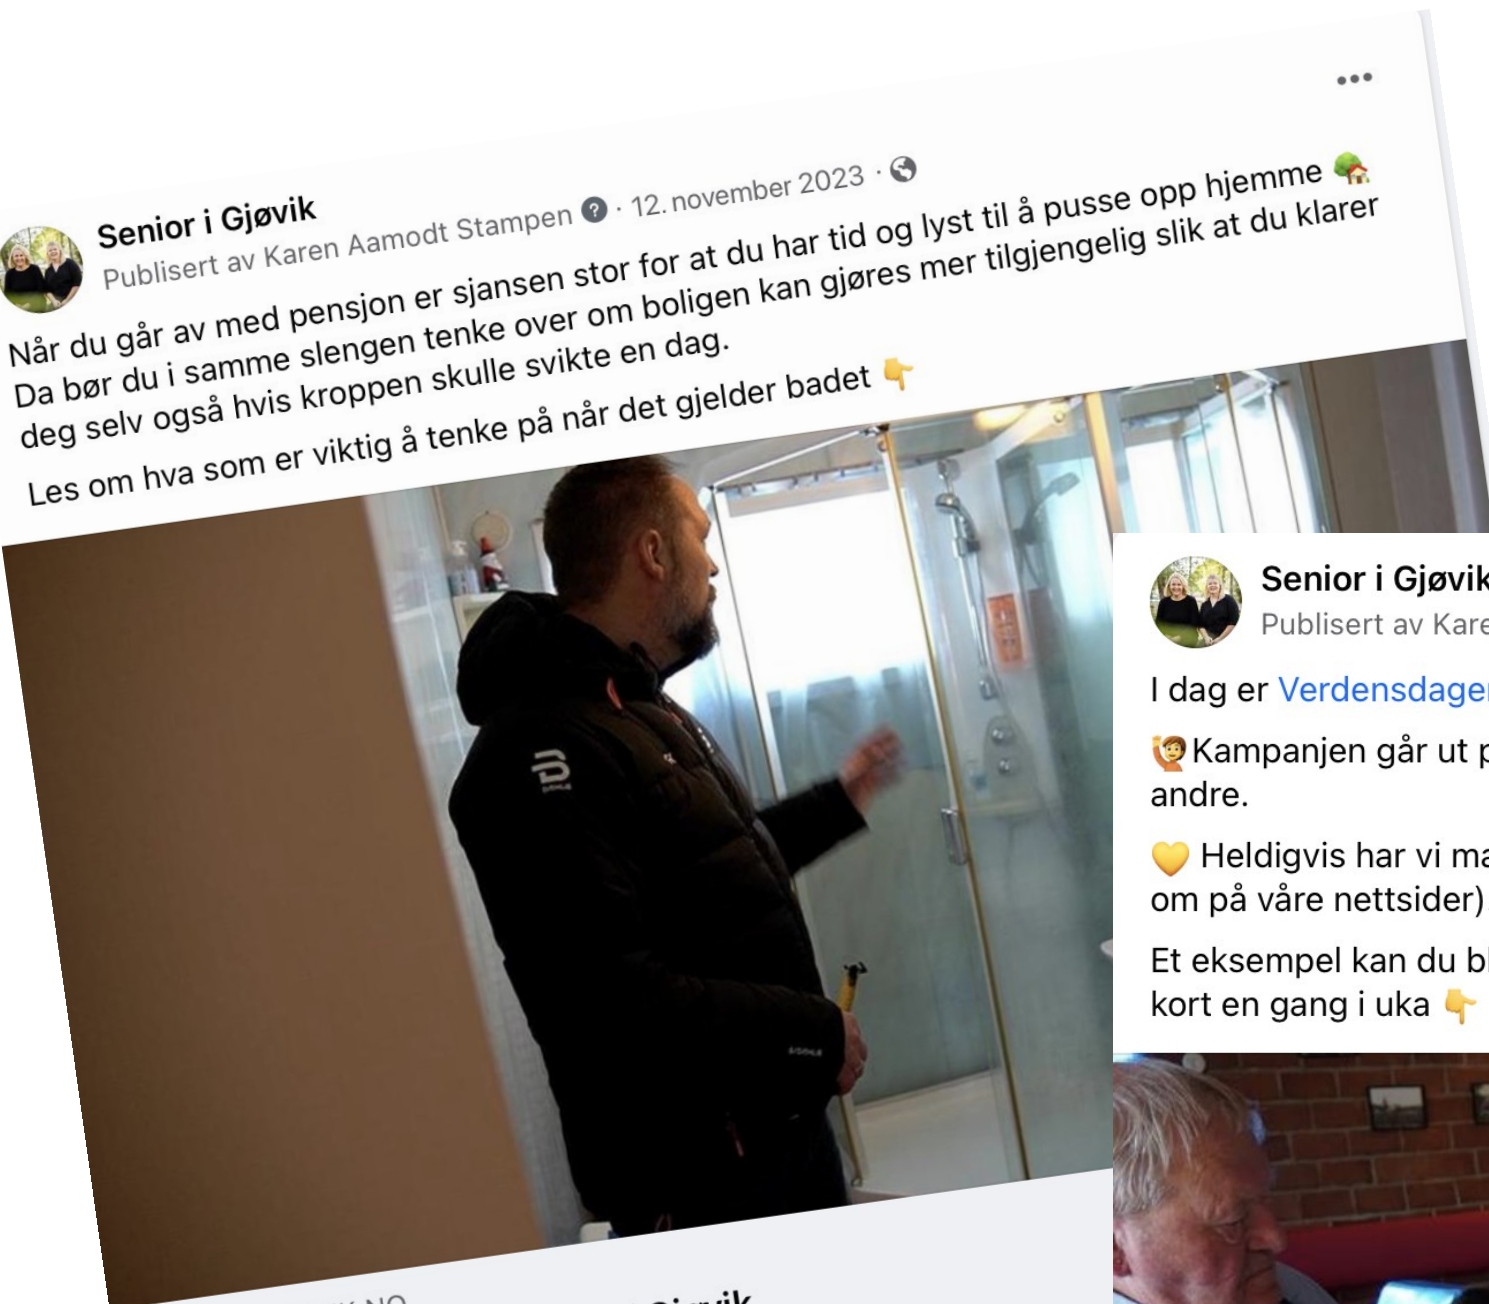 Senior i Gjøvik
Publisert av Karen Aamodt Stampen · 12. november 2023 ·
Når du går av med pensjon er sjansen stor for at du har tid og lyst til å pusse opp hjemme 🏡
Da bør du i samme slengen tenke over om boligen kan gjøres mer tilgjengelig slik at du klarer
deg selv også hvis kroppen skulle svikte en dag.
Les om hva som er viktig å tenke på når det gjelder badet 👇
Senior i Gjøvik
Publisert av
I dag er
🙋Kampanjen går ut
andre.
💛 Heldigvis har vi
om på våre nettsider)
Et eksempel kan du
kort en gang i uka 👇